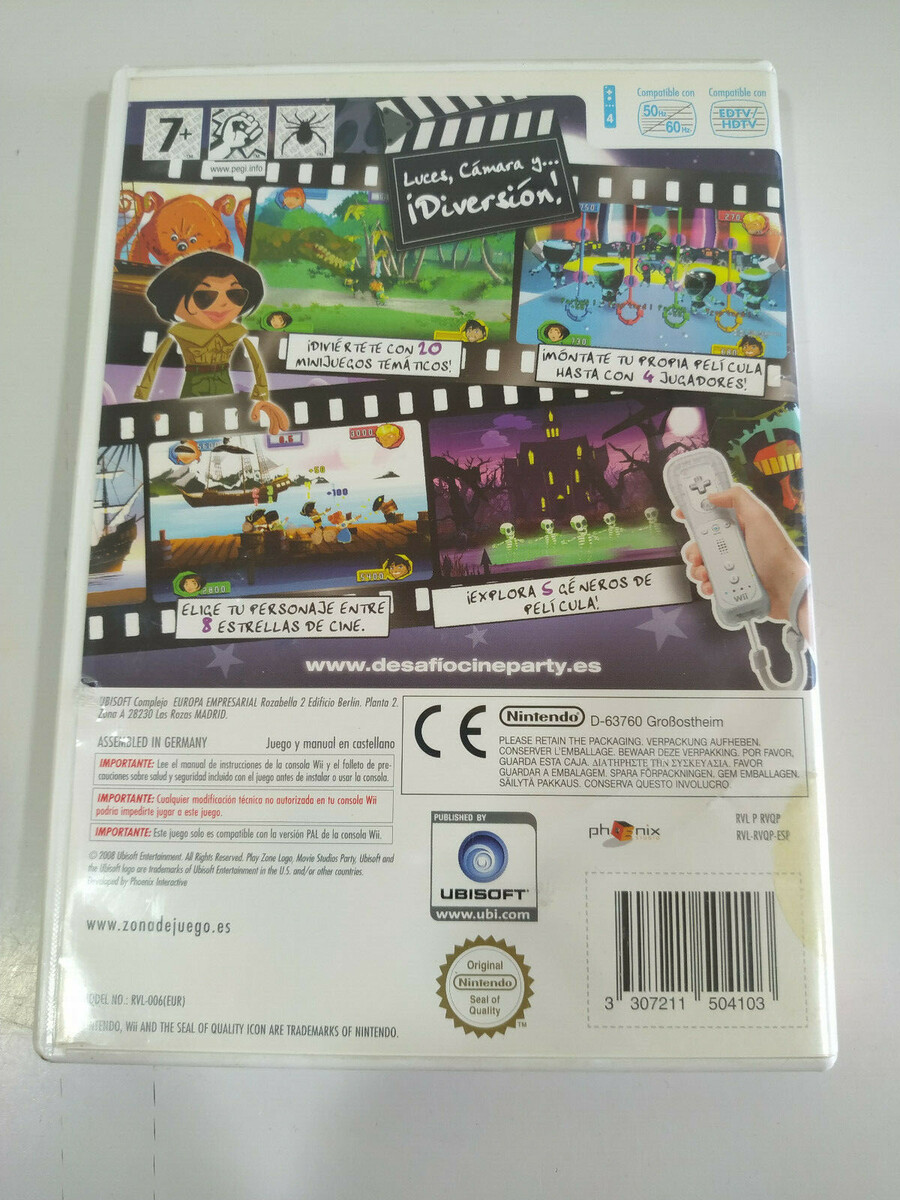 7+
www.pegi.info
Luces, Cámara y...
¡Diversión!
4
Compatible con
50Hz
60Hz
Compatible con
EDTV/
HDTV
¡DIVIÉRTETE CON 20
MINIJUEGOS TEMÁTICOS!
¡MÓNTATE TU PROPIA PELÍCULA
HASTA CON 4 JUGADORES!
3000
+50
+100
ELIGE TU PERSONAJE ENTRE
8 ESTRELLAS DE CINE.
¡EXPLORA 5 GÉNEROS DE
PELÍCULA!
Wii
www.desafíocineparty.es
UBISOFT Complejo EUROPA EMPRESARIAL Rozabella 2 Edificio Berlin. Planta 2.
Zona A 28230 Las Rozas MADRID.
ASSEMBLED IN GERMANY Juego y manual en castellano
IMPORTANTE: Lee el manual de instrucciones de la consola Wii y el folleto de pre-
cauciones sobre salud y seguridad incluido con el juego antes de instalar o usar la consola.
IMPORTANTE: Cualquier modificación técnica no autorizada en tu consola Wii
podría impedirte jugar a este juego.
IMPORTANTE: Este juego solo es compatible con la versión PAL de la consola Wii.
© 2008 Ubisoft Entertainment. All Rights Reserved. Play Zone Logo, Movie Studios Party, Ubisoft and
the Ubisoft logo are trademarks of Ubisoft Entertainment in the U.S. and/or other countries.
Developed by Phoenix Interactive
www.zonadejuego.es
ODEL NO.: RVL-006(EUR)
NTENDO, Wii AND THE SEAL OF QUALITY ICON ARE TRADEMARKS OF NINTENDO.
CE
Nintendo D-63760 Großostheim
PLEASE RETAIN THE PACKAGING. VERPACKUNG AUFHEBEN.
CONSERVER L'EMBALLAGE. BEWAAR DEZE VERPAKKING. POR FAVOR,
GUARDA ESTA CAJA. ΔΙΑΤΗΡΗΣΤΕ ΤΗΝ ΣΥΣΚΕΥΑΣΙΑ. FAVOR
GUARDAR A EMBALAGEM. SPARA FÖRPACKNINGEN. GEM EMBALLAGEN.
SÄILYTÄ PAKKAUS. CONSERVA QUESTO INVOLUCRO.
PUBLISHED BY
UBISOFT
www.ubi.com
phoenix
studio
RVL P RVQP
RVL-RVQP-ESP
Original
Nintendo
Seal of
Quality
TM
3 307211 504103